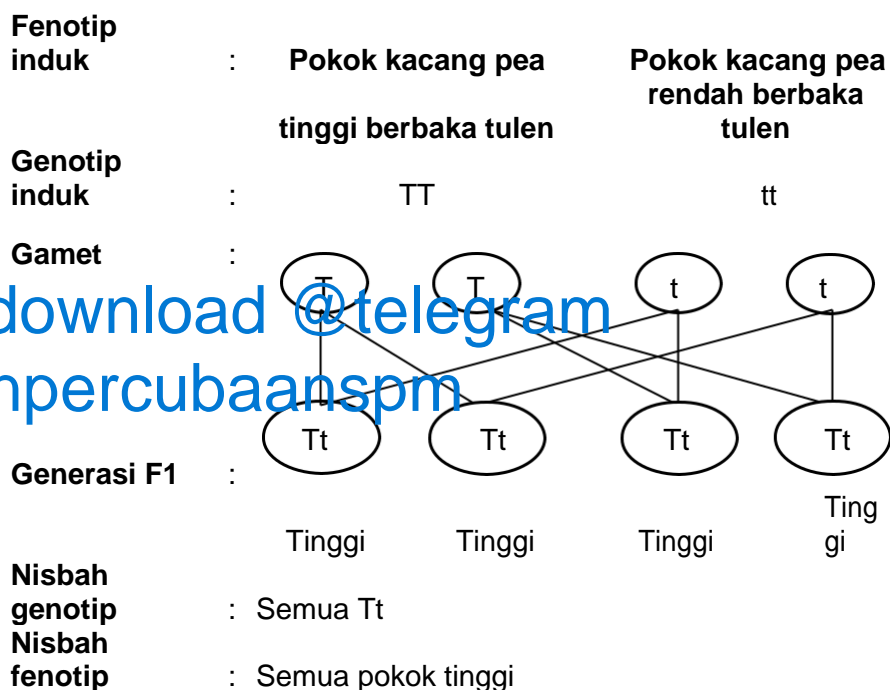 Fenotip
induk : Pokok kacang pea Pokok kacang pea
rendah berbaka
tinggi berbaka tulen tulen
Genotip
induk : TT tt
Gamet :
T T t t
download @telegram
npercubaanspm
Tt Tt Tt Tt
Generasi F1 :
Ting
Tinggi Tinggi Tinggi gi
Nisbah
genotip : Semua Tt
Nisbah
fenotip : Semua pokok tinggi